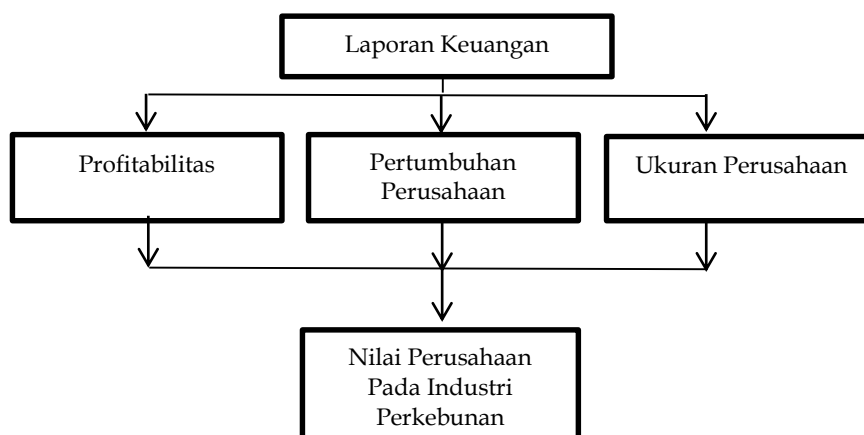 Laporan Keuangan
Profitabilitas
Pertumbuhan
Perusahaan
Ukuran Perusahaan
Nilai Perusahaan
Pada Industri
Perkebunan